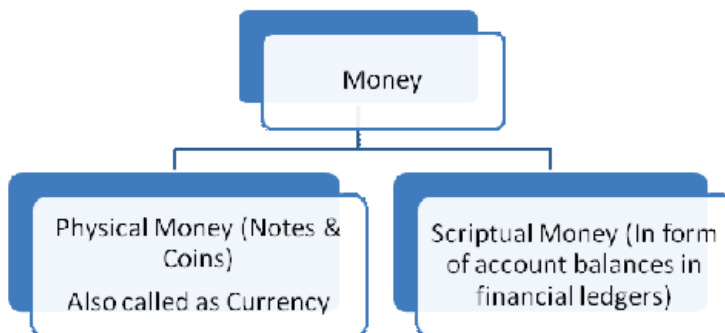 Money
Physical Money (Notes &
Coins)
Also called as Currency
Scriptual Money (In form
of account balances in
financial ledgers)